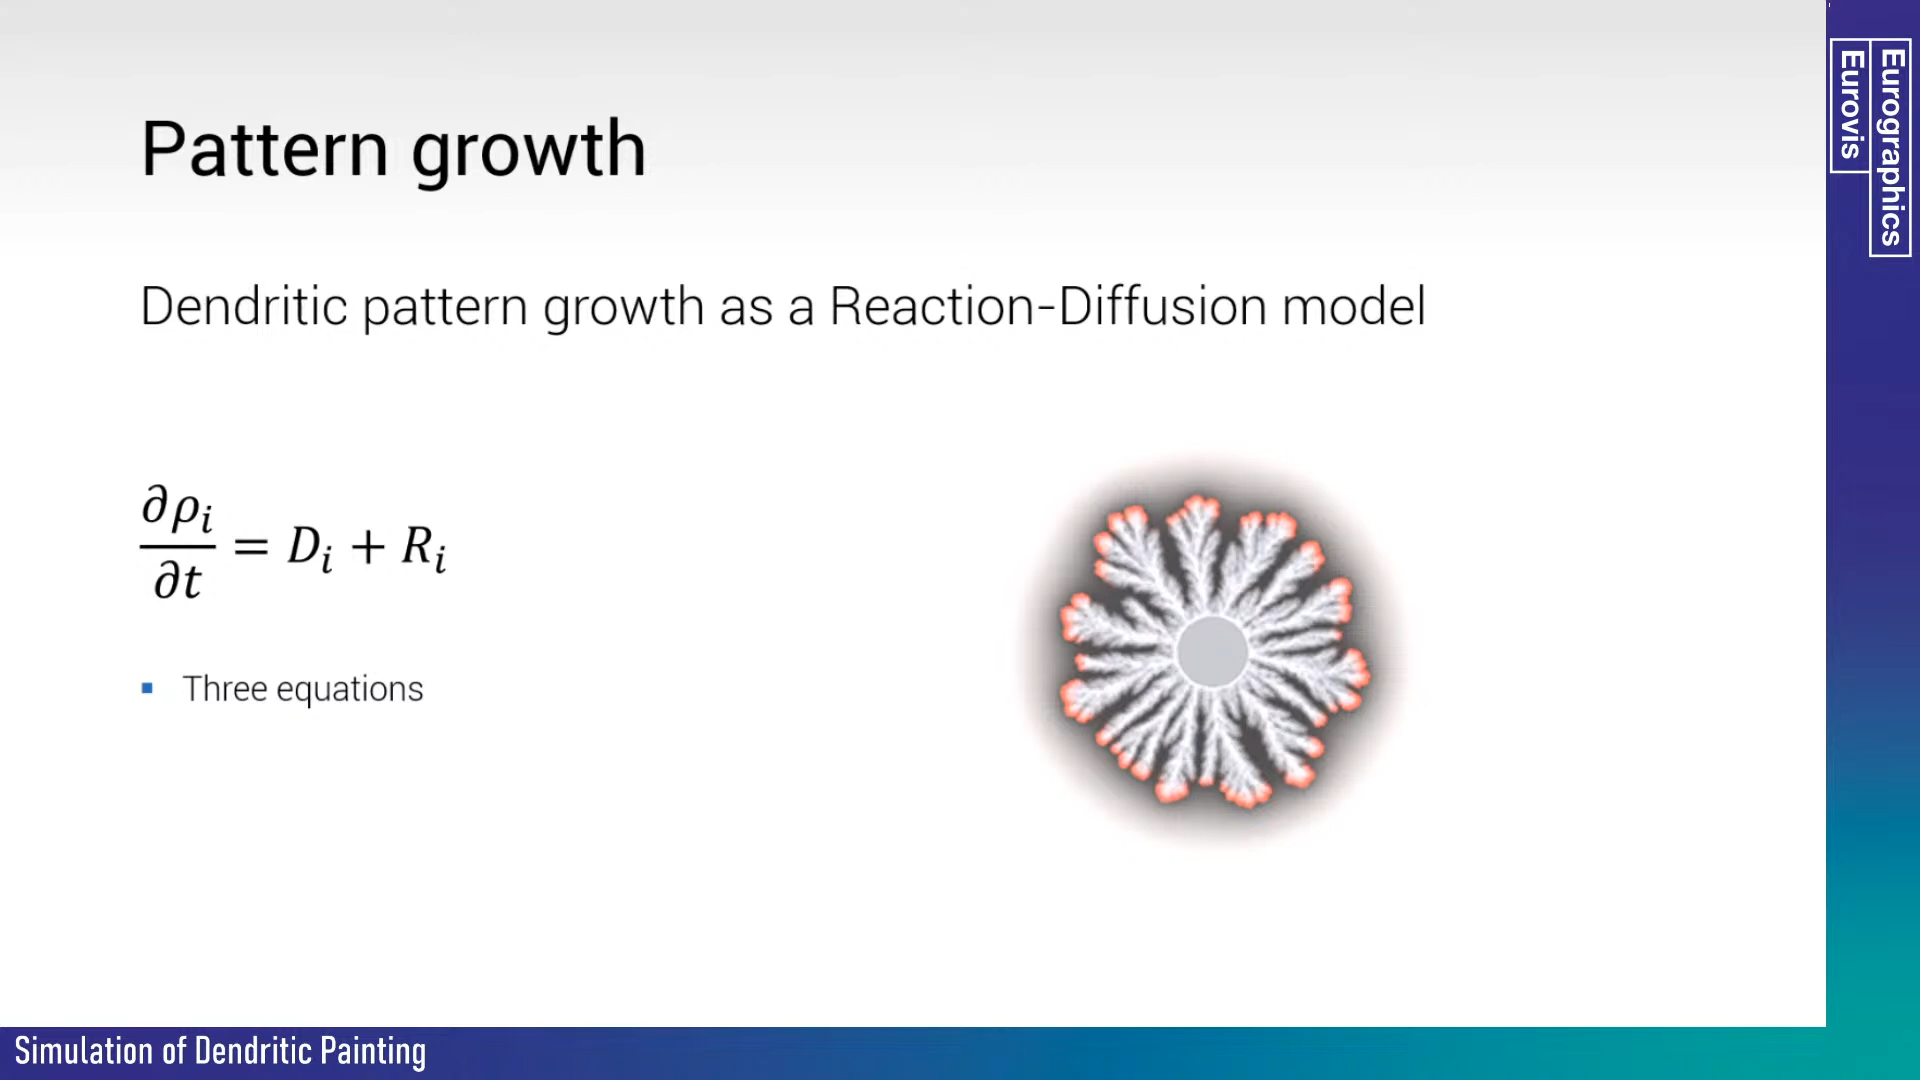 Pattern growth
Dendritic pattern growth as a Reaction-Diffusion model
∂ρᵢ/∂t = Dᵢ + Rᵢ
▪ Three equations
Simulation of Dendritic Painting
Eurographics
Eurovis